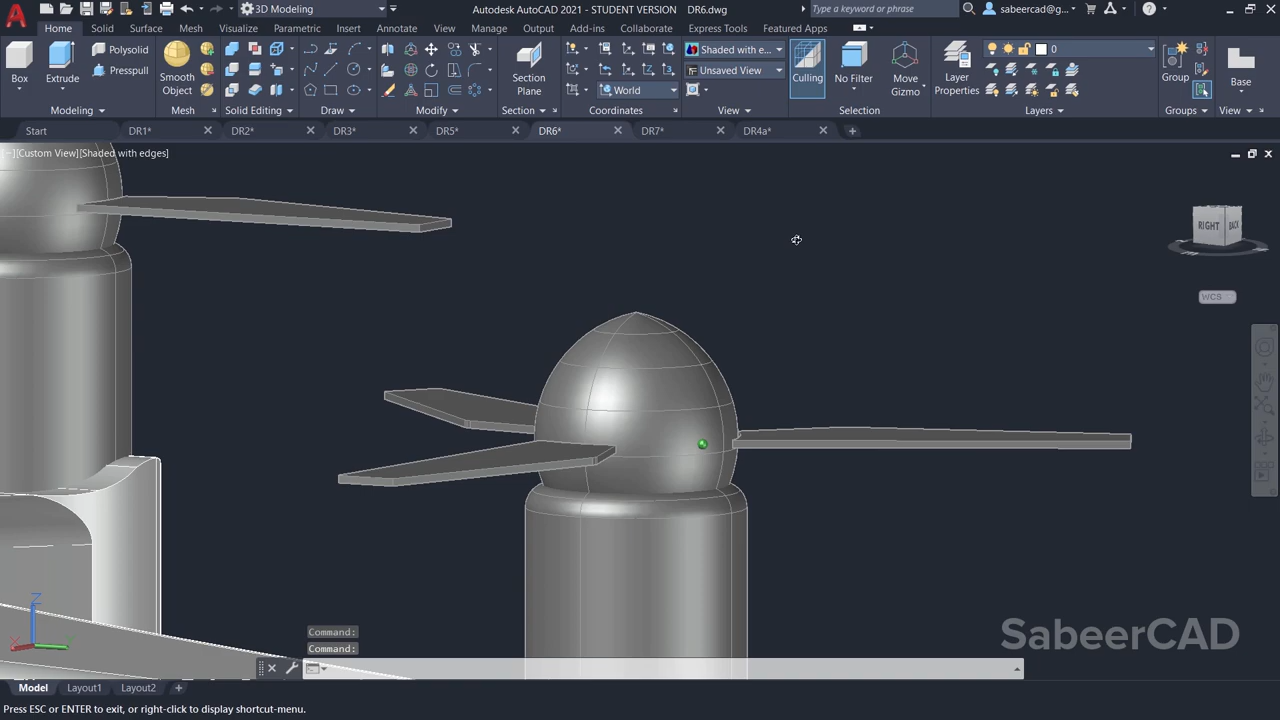 3D Modeling
Autodesk AutoCAD 2021 - STUDENT VERSION DR6.dwg
Type a keyword or phrase
sabeercad@g...
Home Solid Surface Mesh Visualize Parametric Insert Annotate View Manage Output Add-ins Collaborate Express Tools Featured Apps
Box
Extrude
Polysolid
Presspull
Smooth
Object
Section
Plane
World
Shaded with e...
Unsaved View
Culling
No Filter
Move
Gizmo
Layer
Properties
0
Group
Base
Modeling Mesh Solid Editing Draw Modify Section Coordinates View Selection Layers Groups View
Start DR1* DR2* DR3* DR5* DR6* DR7* DR4a*
[−][Custom View][Shaded with edges]
RIGHT BACK
WCS
Z
X
Command:
Command:
SabeerCAD
Model Layout1 Layout2
Press ESC or ENTER to exit, or right-click to display shortcut-menu.